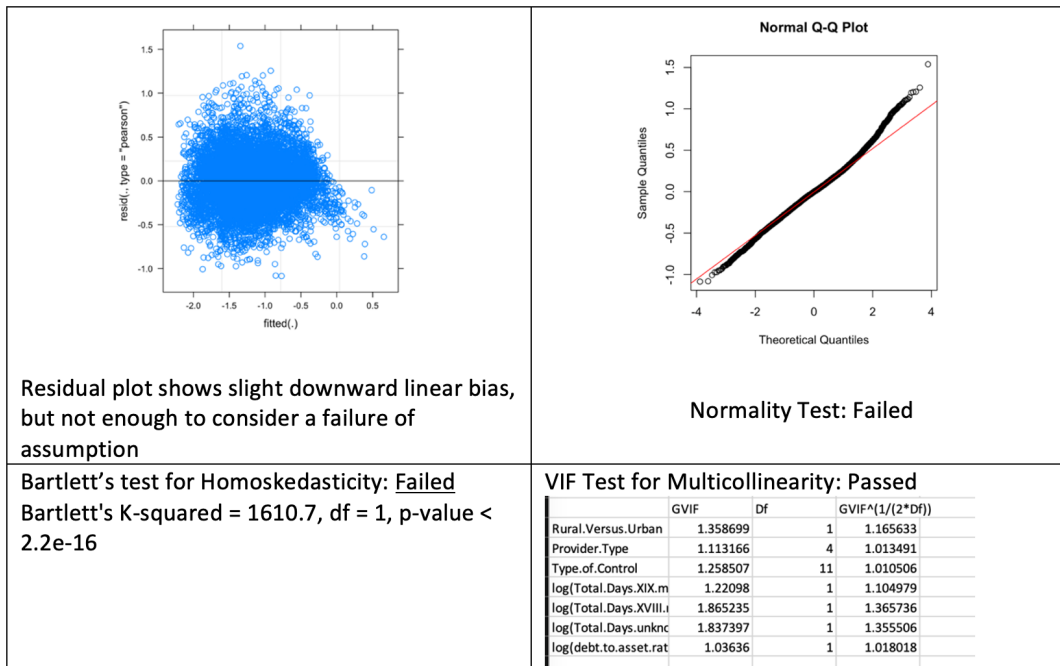 1.5
1.0
0.5
0.0
-0.5
-1.0
resid(., type = "pearson")
-2.0 -1.5 -1.0 -0.5 0.0 0.5
fitted(.)
Residual plot shows slight downward linear bias,
but not enough to consider a failure of
assumption
Normal Q-Q Plot
1.5
1.0
0.5
0.0
-0.5
-1.0
Sample Quantiles
-4 -2 0 2 4
Theoretical Quantiles
Normality Test: Failed
Bartlett's test for Homoskedasticity: Failed
Bartlett's K-squared = 1610.7, df = 1, p-value <
2.2e-16
VIF Test for Multicollinearity: Passed
GVIF Df GVIF^(1/(2*Df))
Rural.Versus.Urban 1.358699 1 1.165633
Provider.Type 1.113166 4 1.013491
Type.of.Control 1.258507 11 1.010506
log(Total.Days.XIX.m 1.22098 1 1.104979
log(Total.Days.XVIII. 1.865235 1 1.365736
log(Total.Days.unkno 1.837397 1 1.355506
log(debt.to.asset.rat 1.03636 1 1.018018